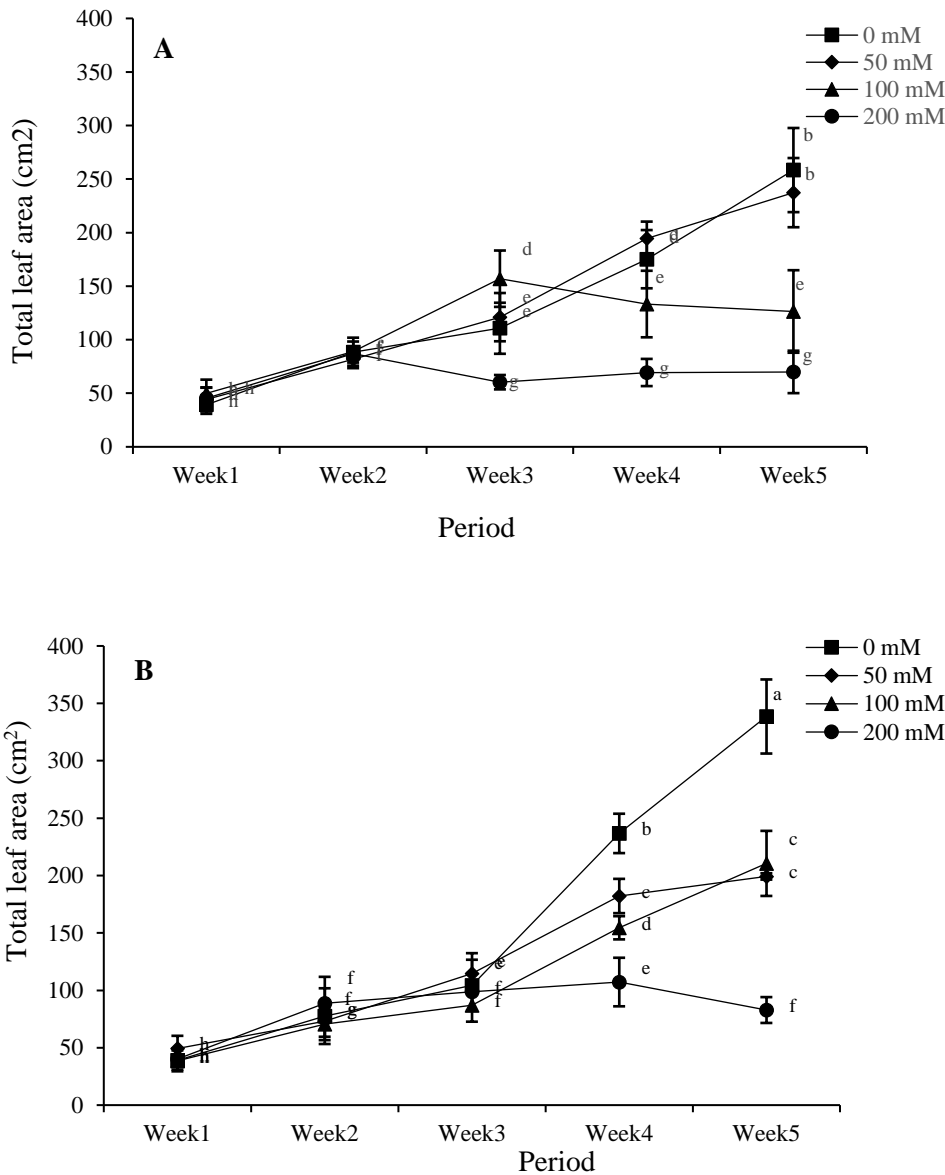 A
Total leaf area (cm2)
400
350
300
250
200
150
100
50
0
0 mM
50 mM
100 mM
200 mM
b
b
d
d
e
e
e
e
g
g
g
f
f
h
h
h
Week1 Week2 Week3 Week4 Week5
Period
B
Total leaf area (cm²)
400
350
300
250
200
150
100
50
0
0 mM
50 mM
100 mM
200 mM
a
b
c
c
c
d
e
e
f
f
f
f
f
g
h
h
Week1 Week2 Week3 Week4 Week5
Period